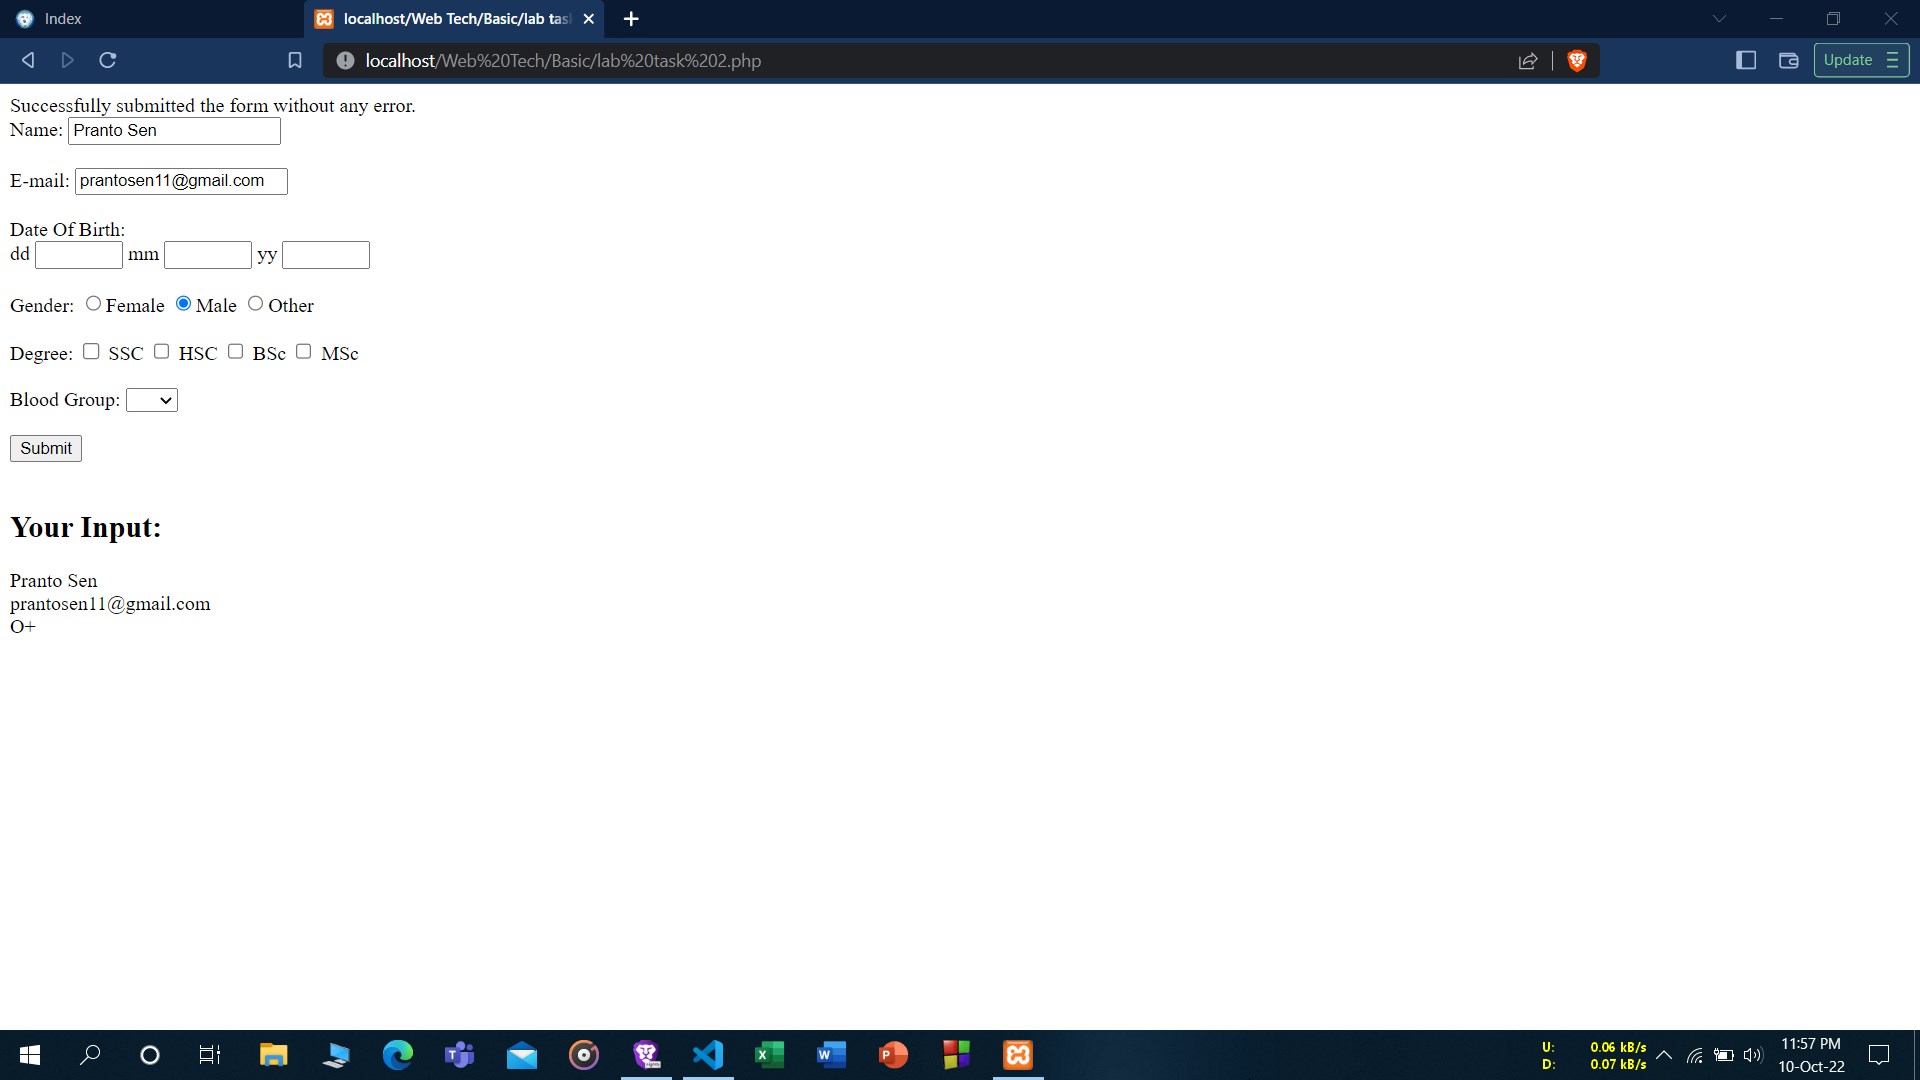 Index
localhost/Web Tech/Basic/lab tas
localhost/Web%20Tech/Basic/lab%20task%202.php
Update
Successfully submitted the form without any error.
Name: Pranto Sen
E-mail: prantosen11@gmail.com
Date Of Birth:
dd mm yy
Gender: Female Male Other
Degree: SSC HSC BSc MSc
Blood Group:
Submit
Your Input:
Pranto Sen
prantosen11@gmail.com
O+
U: 0.06 kB/s
D: 0.07 kB/s
11:57 PM
10-Oct-22